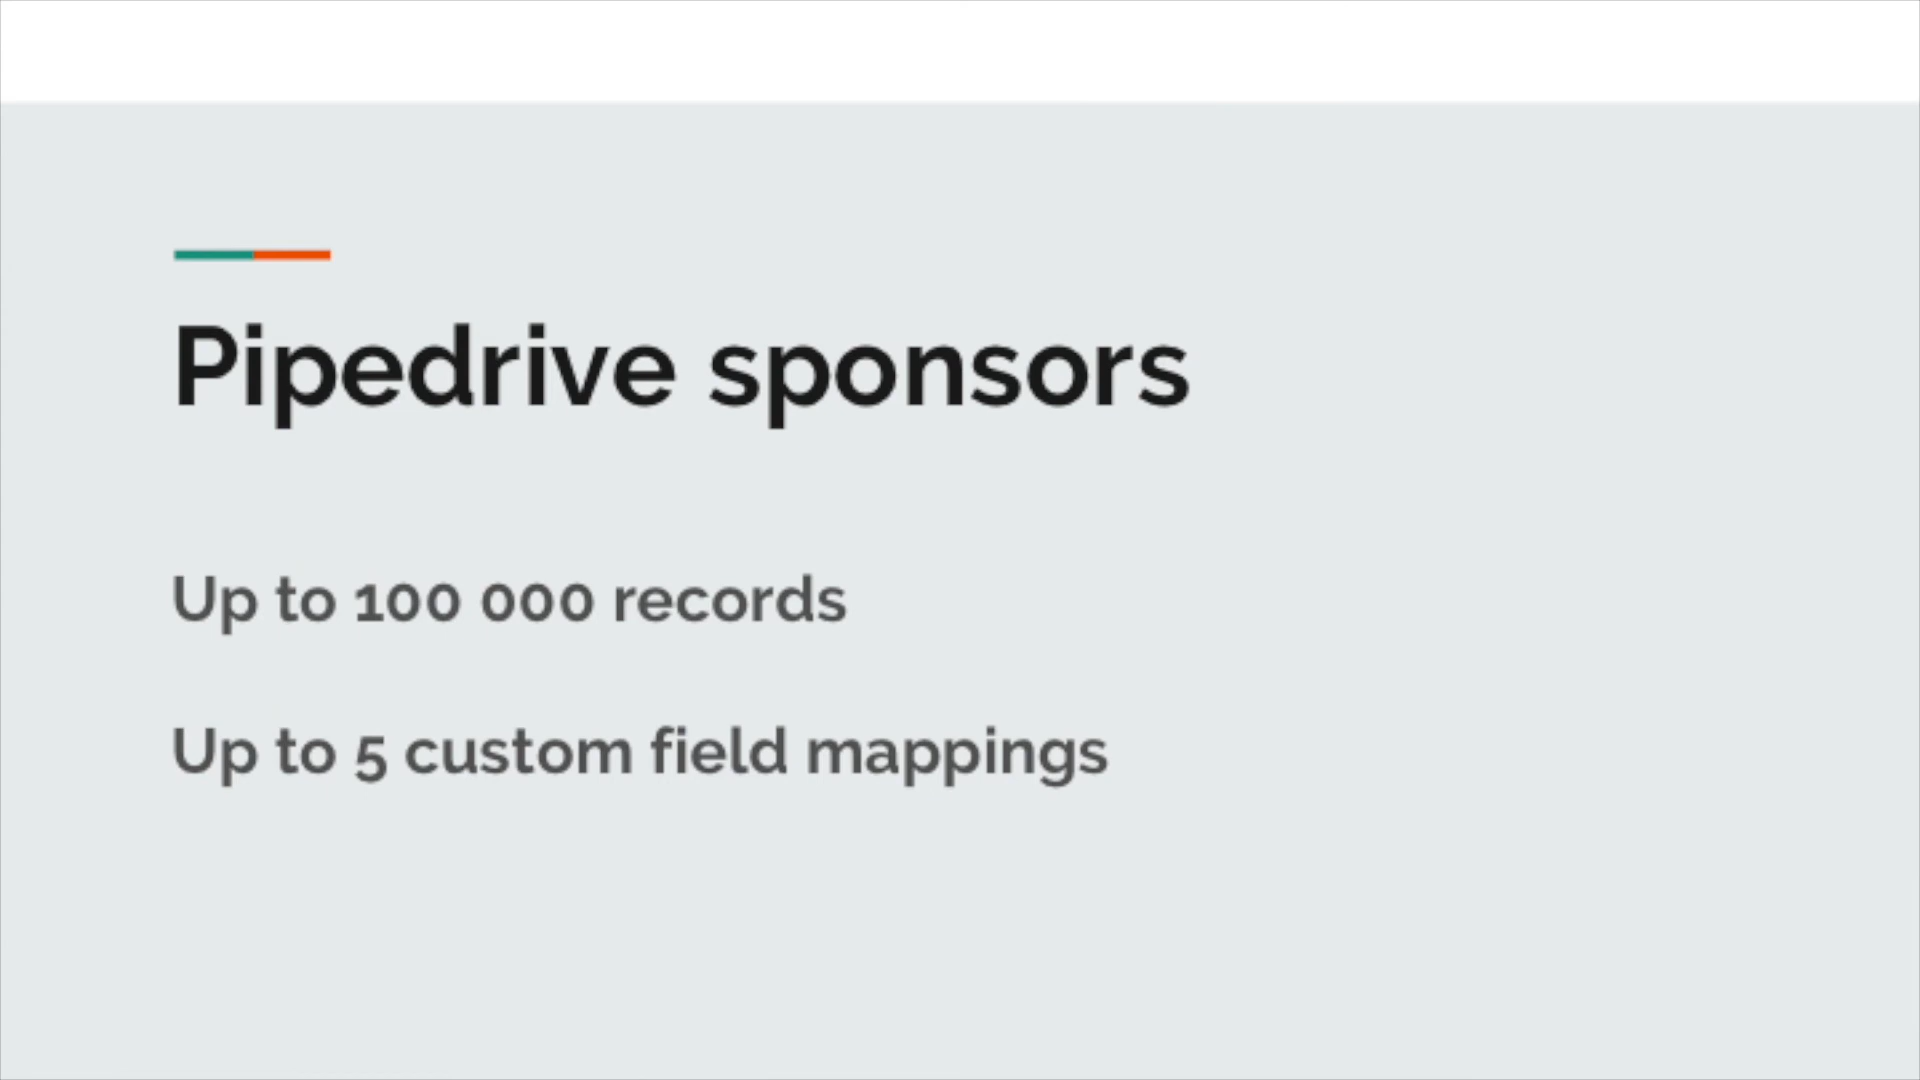 Pipedrive sponsors
Up to 100 000 records
Up to 5 custom field mappings